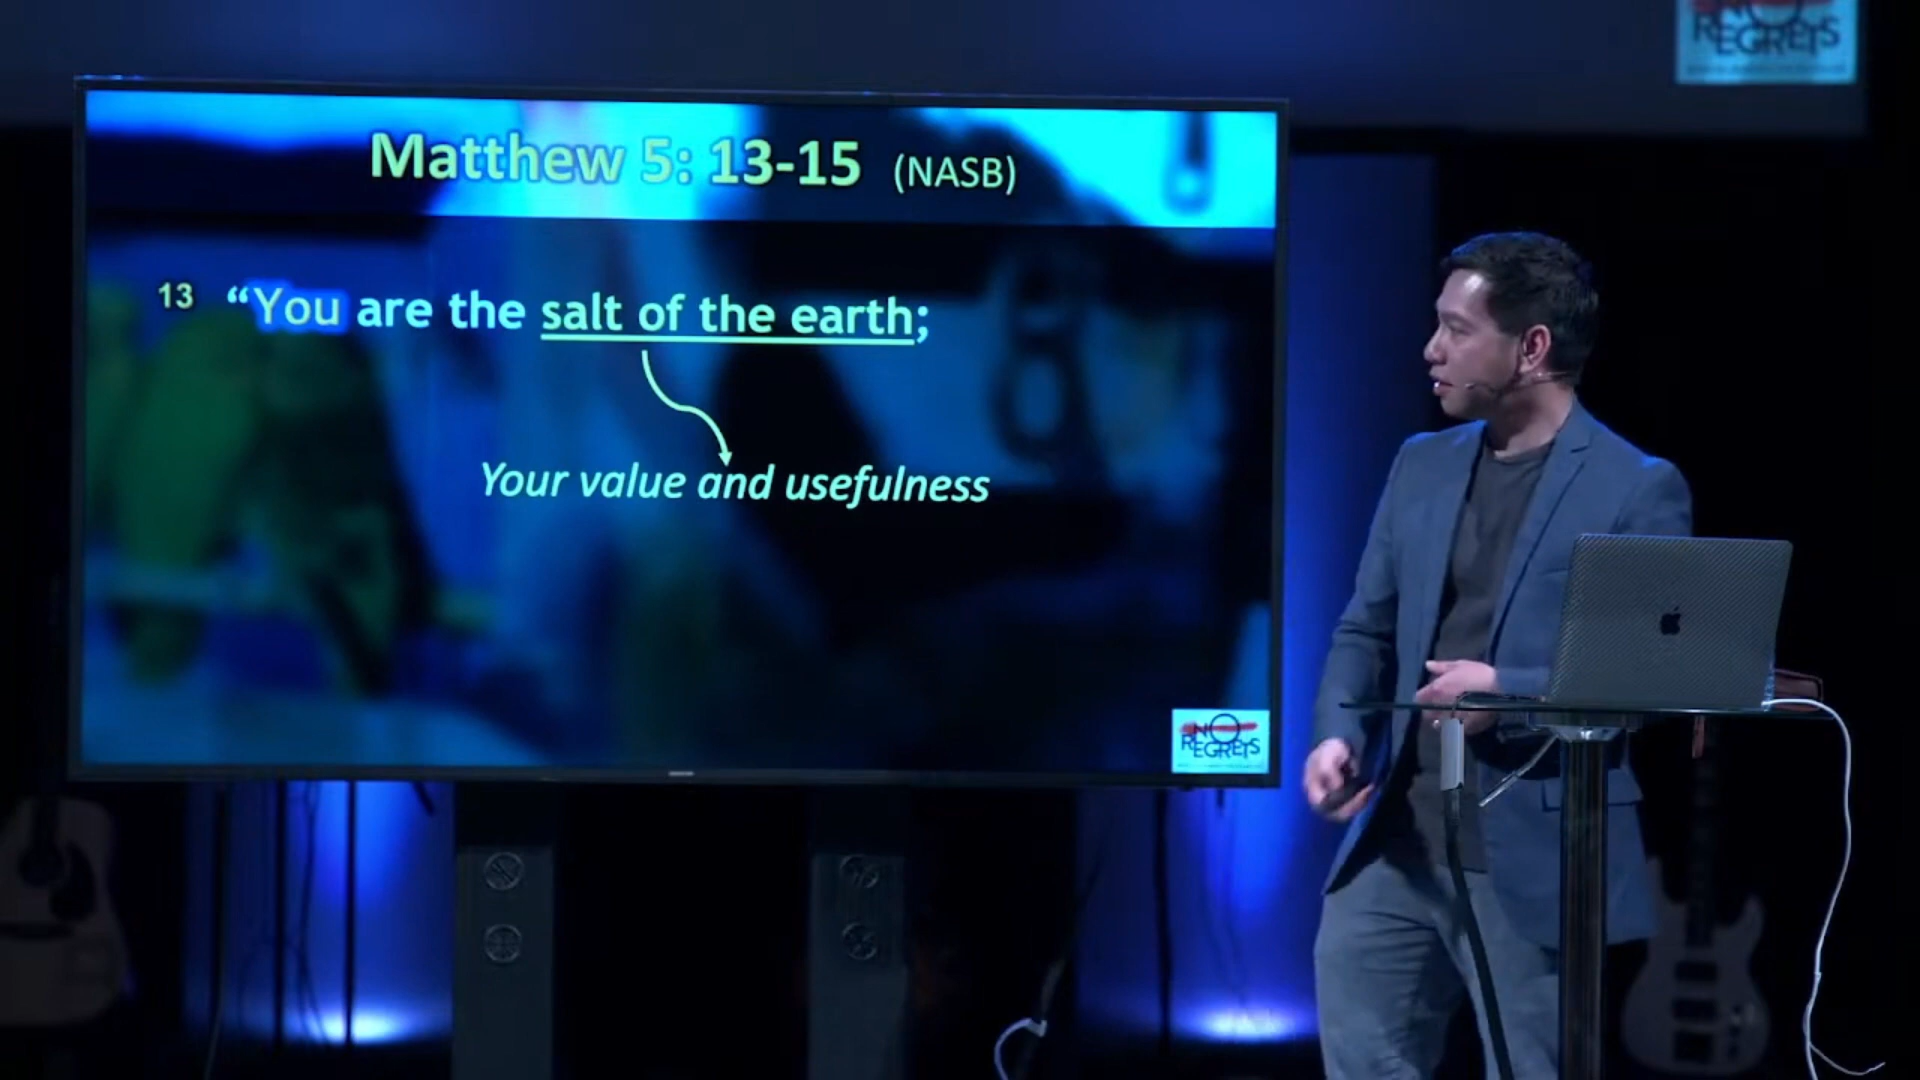 NO
REGRETS
Matthew 5: 13-15 (NASB)
13 “You are the salt of the earth;
Your value and usefulness
NO
REGRETS